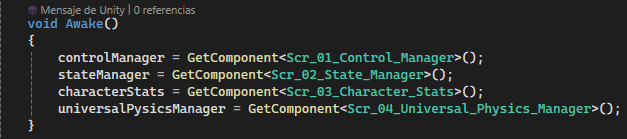 Mensaje de Unity | 0 referencias
void Awake()
{
controlManager = GetComponent<Scr_01_Control_Manager>();
stateManager = GetComponent<Scr_02_State_Manager>();
characterStats = GetComponent<Scr_03_Character_Stats>();
universalPysicsManager = GetComponent<Scr_04_Universal_Physics_Manager>();
}